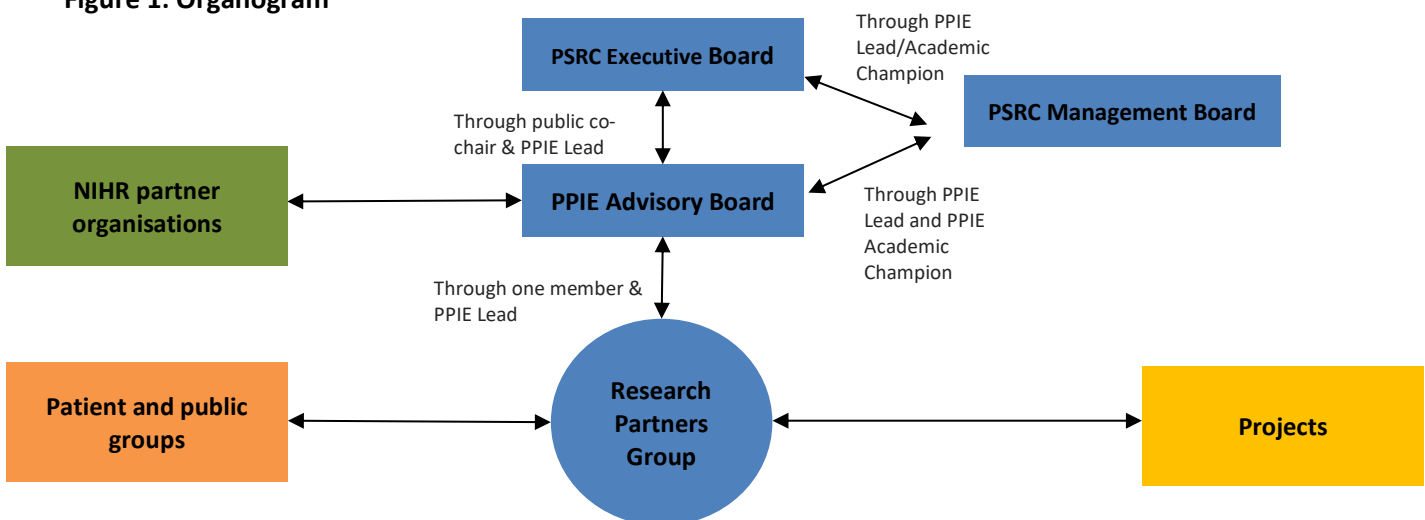 Figure 1: Organogram
Through PPIE
Lead/Academic
Champion
PSRC Executive Board
PSRC Management Board
Through public co-
chair & PPIE Lead
NIHR partner
organisations
PPIE Advisory Board
Through PPIE
Lead and PPIE
Academic
Champion
Through one member &
PPIE Lead
Patient and public
groups
Research
Partners
Group
Projects